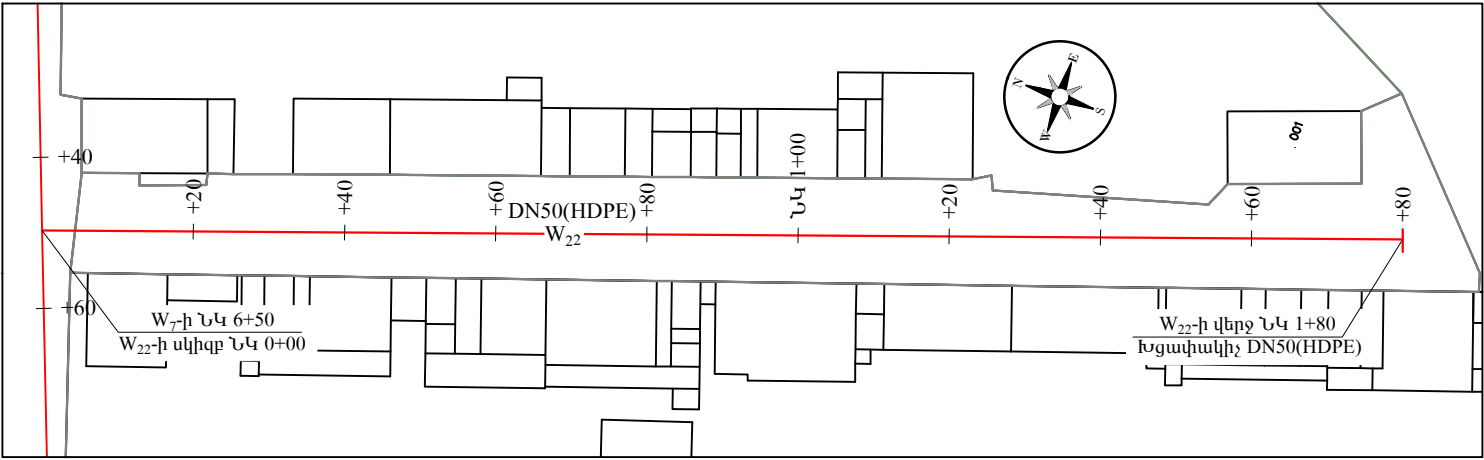 E
N
S
W
. 001
+40
+20
+40
+60
+80
ՆԿ 1+00
+20
+40
+60
+80
DN50(HDPE)
W₂₂
+60
W₇-ի ՆԿ 6+50
W₂₂-ի սկիզբ ՆԿ 0+00
W₂₂-ի վերջ ՆԿ 1+80
Խցափակիչ DN50(HDPE)